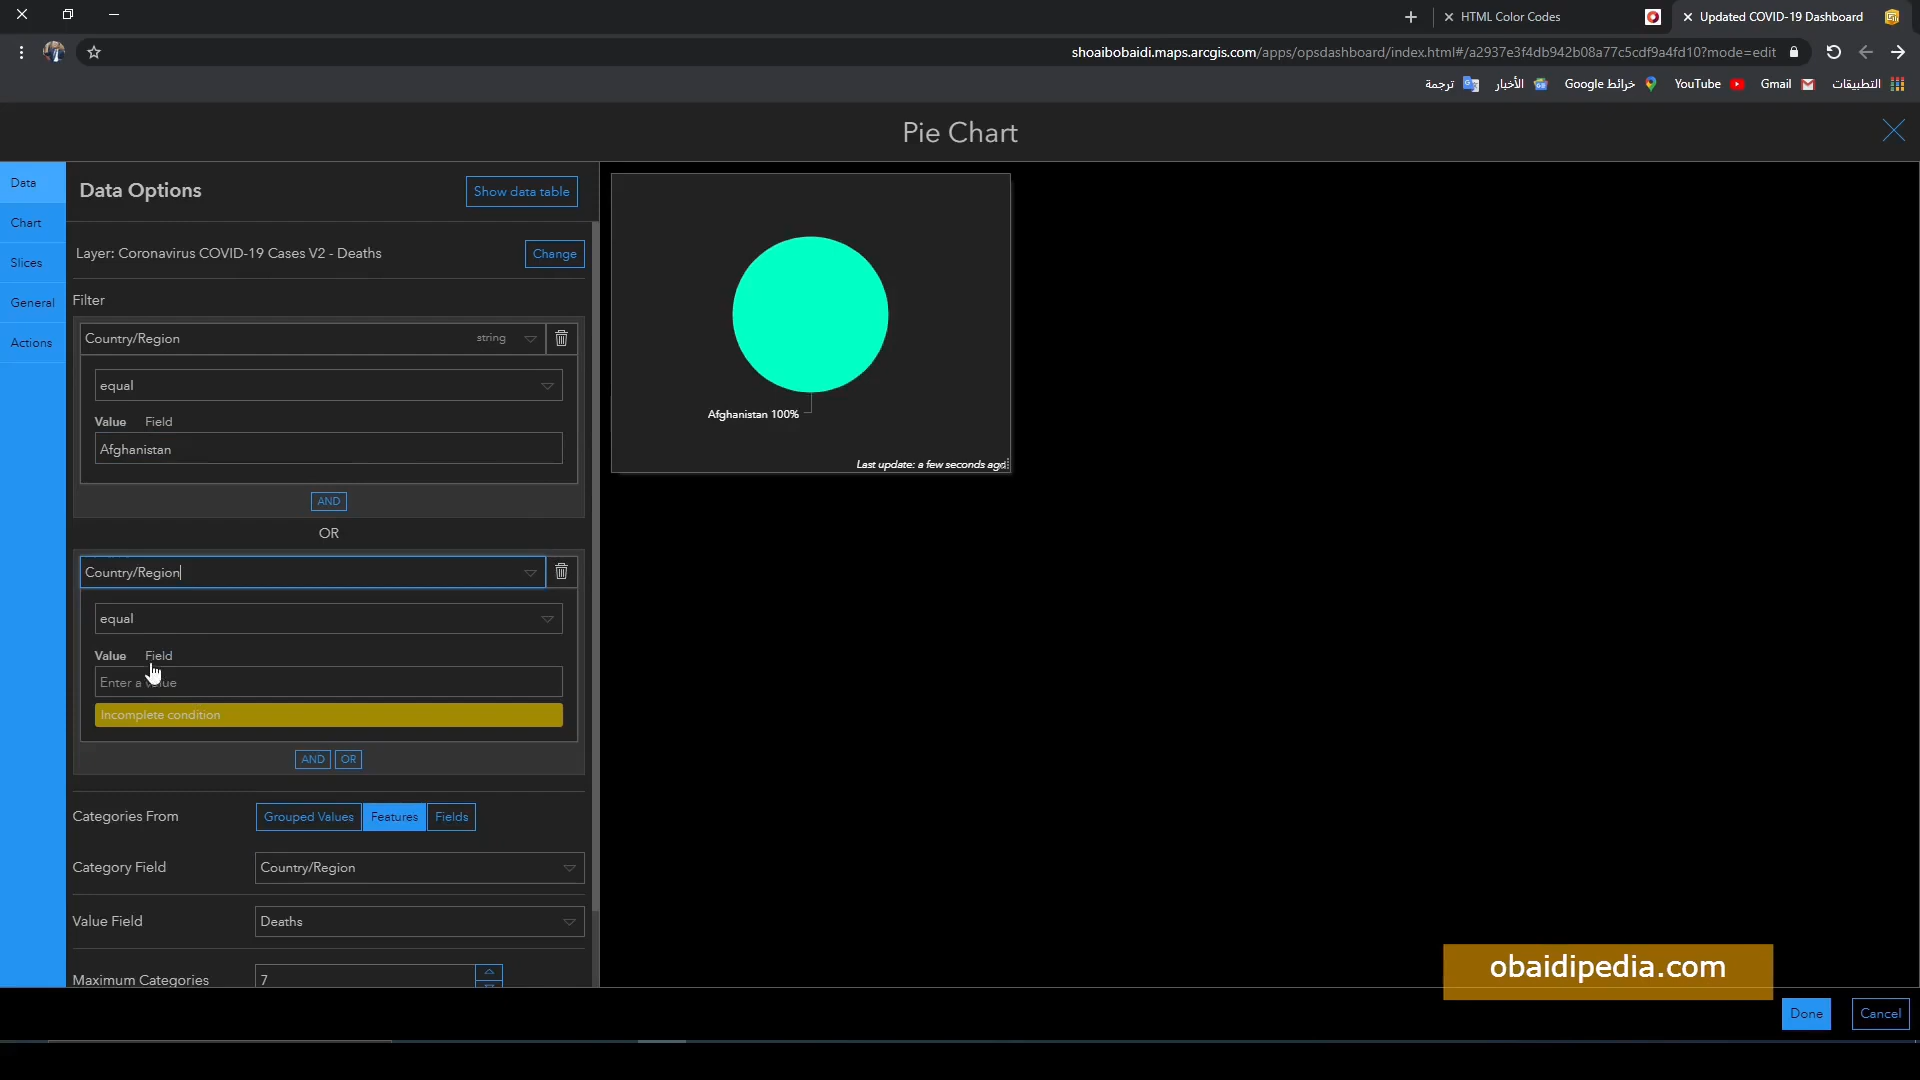 HTML Color Codes
Updated COVID-19 Dashboard
shoaibobaidi.maps.arcgis.com/apps/opsdashboard/index.html#/a2937e3f4db942b08a77c5cdf9a4fd10?mode=edit
ترجمة
الأخبار
خرائط Google
YouTube
Gmail
التطبيقات
Pie Chart
Data
Chart
Slices
General
Actions
Data Options
Show data table
Layer: Coronavirus COVID-19 Cases V2 - Deaths
Change
Filter
Country/Region string
equal
Value Field
Afghanistan
AND
OR
Country/Region
equal
Value Field
Incomplete condition
AND OR
Categories From Grouped Values Features Fields
Category Field Country/Region
Value Field Deaths
Maximum Categories 7
Afghanistan 100%
Last update: a few seconds ago
obaidipedia.com
Done
Cancel